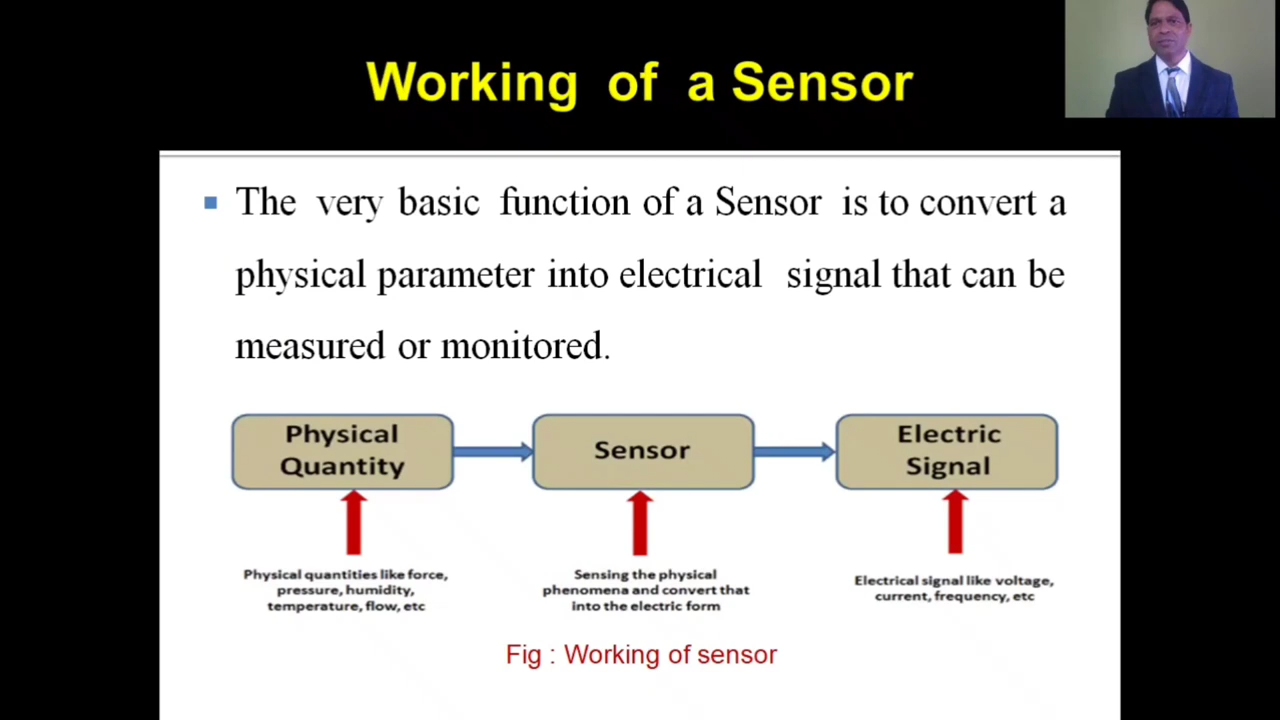 Working of a Sensor
The very basic function of a Sensor is to convert a
physical parameter into electrical signal that can be
measured or monitored.
Physical
Quantity
Sensor
Electric
Signal
Physical quantities like force,
pressure, humidity,
temperature, flow, etc
Sensing the physical
phenomena and convert that
into the electric form
Electrical signal like voltage,
current, frequency, etc
Fig : Working of sensor